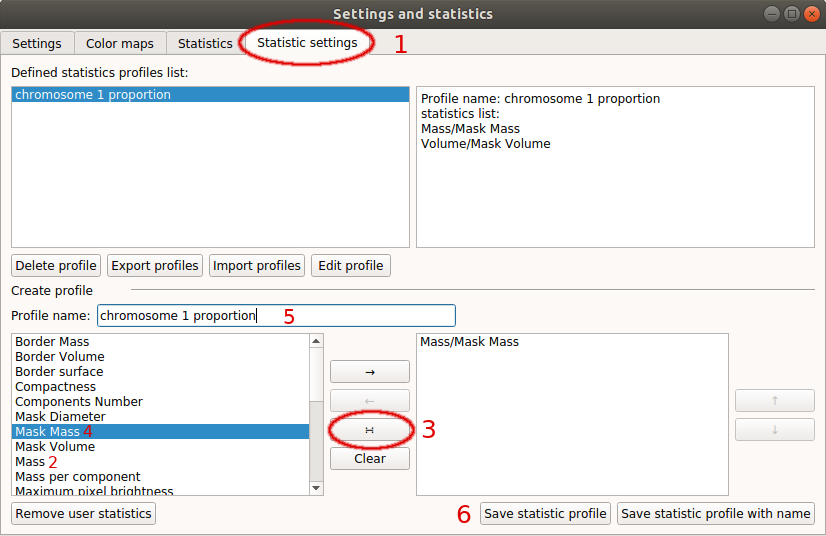 Settings and statistics
Settings Color maps Statistics Statistic settings 1
Defined statistics profiles list:
chromosome 1 proportion
Profile name: chromosome 1 proportion
statistics list:
Mass/Mask Mass
Volume/Mask Volume
Delete profile Export profiles Import profiles Edit profile
Create profile
Profile name: chromosome 1 proportion 5
Border Mass
Border Volume
Border surface
Compactness
Components Number
Mask Diameter
Mask Mass 4
Mask Volume
Mass 2
Mass per component
Maximum pixel brightness
→
←
∺ 3
Clear
Mass/Mask Mass
↑
↓
Remove user statistics 6 Save statistic profile Save statistic profile with name